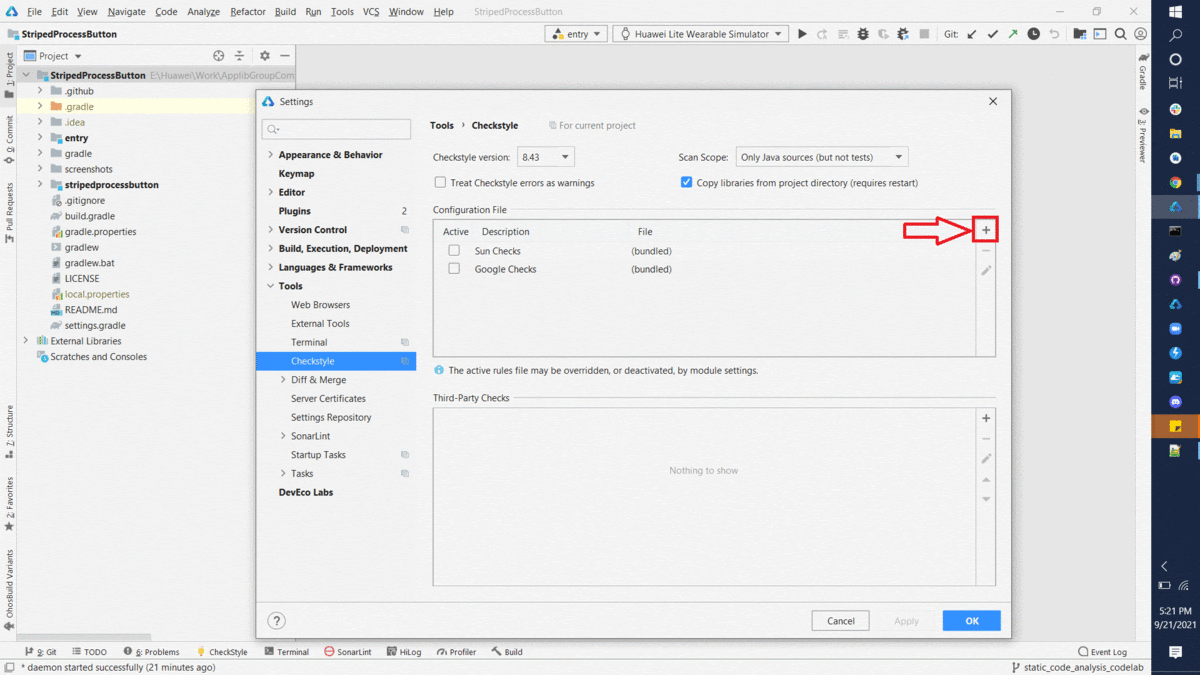 File Edit View Navigate Code Analyze Refactor Build Run Tools VCS Window Help StripedProcessButton
StripedProcessButton
entry
Huawei Lite Wearable Simulator
Git:
Project
StripedProcessButton E:\Huawei\Work\ApplibGroupCom
.github
.gradle
.idea
entry
gradle
screenshots
stripedprocessbutton
.gitignore
build.gradle
gradle.properties
gradlew
gradlew.bat
LICENSE
local.properties
README.md
settings.gradle
External Libraries
Scratches and Consoles
1: Project
0: Commit
Pull Requests
7: Structure
2: Favorites
OhosBuild Variants
Settings
Appearance & Behavior
Keymap
Editor
Plugins 2
Version Control
Build, Execution, Deployment
Languages & Frameworks
Tools
Web Browsers
External Tools
Terminal
Checkstyle
Diff & Merge
Server Certificates
Settings Repository
SonarLint
Startup Tasks
Tasks
DevEco Labs
Tools › Checkstyle For current project
Checkstyle version: 8.43 Scan Scope: Only Java sources (but not tests)
Treat Checkstyle errors as warnings Copy libraries from project directory (requires restart)
Configuration File
Active Description File
Sun Checks (bundled)
Google Checks (bundled)
The active rules file may be overridden, or deactivated, by module settings.
Third-Party Checks
Nothing to show
? Cancel Apply OK
Gradle
3: Previewer
9: Git TODO 6: Problems CheckStyle Terminal SonarLint HiLog Profiler Build Event Log
* daemon started successfully (21 minutes ago) static_code_analysis_codelab
5:21 PM
9/21/2021